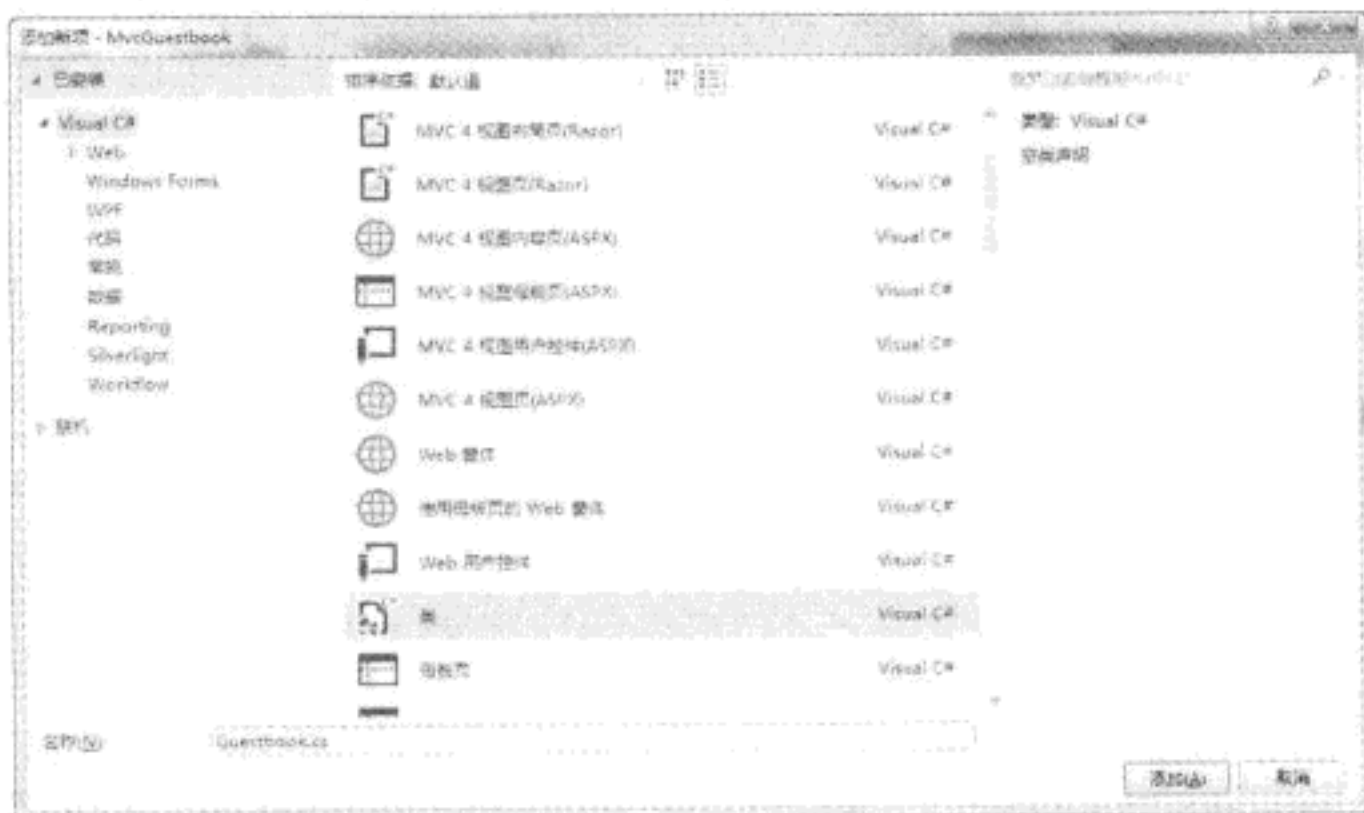 添加新项 - MvcGuestbook
已安装
排序依据: 默认值
Visual C#
Web
Windows Forms
WPF
代码
常规
数据
Reporting
Silverlight
Workflow
联机
MVC 4 视图布局页(Razor) Visual C#
MVC 4 视图页(Razor) Visual C#
MVC 4 视图内容页(ASPX) Visual C#
MVC 4 视图母版页(ASPX) Visual C#
MVC 4 视图用户控件(ASPX) Visual C#
MVC 4 视图页(ASPX) Visual C#
Web 窗体 Visual C#
使用母版页的 Web 窗体 Visual C#
Web 用户控件 Visual C#
类 Visual C#
母版页 Visual C#
类型: Visual C#
空类声明
名称(N): Guestbook.cs
添加(A)
取消